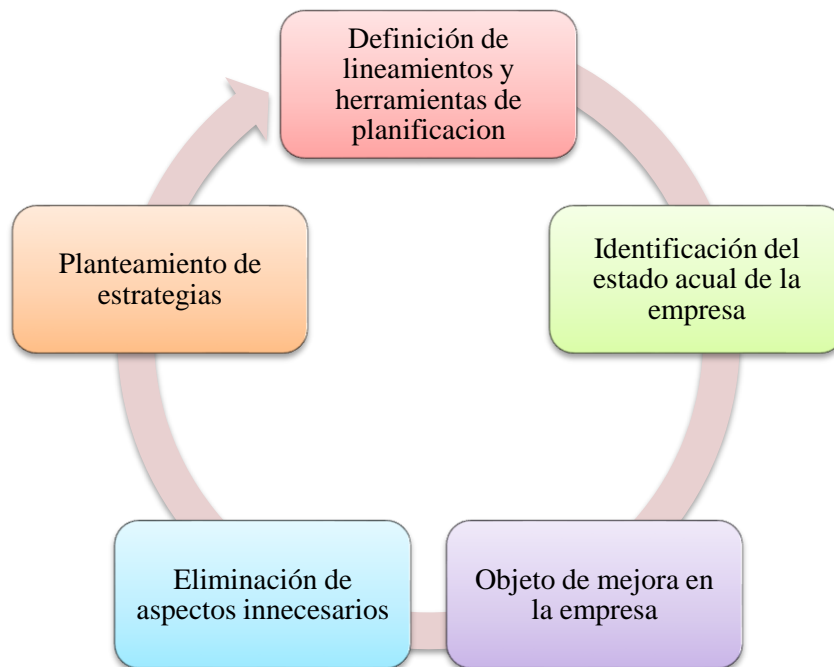 Definición de
lineamientos y
herramientas de
planificacion
Identificación del
estado acual de la
empresa
Objeto de mejora en
la empresa
Eliminación de
aspectos innecesarios
Planteamiento de
estrategias